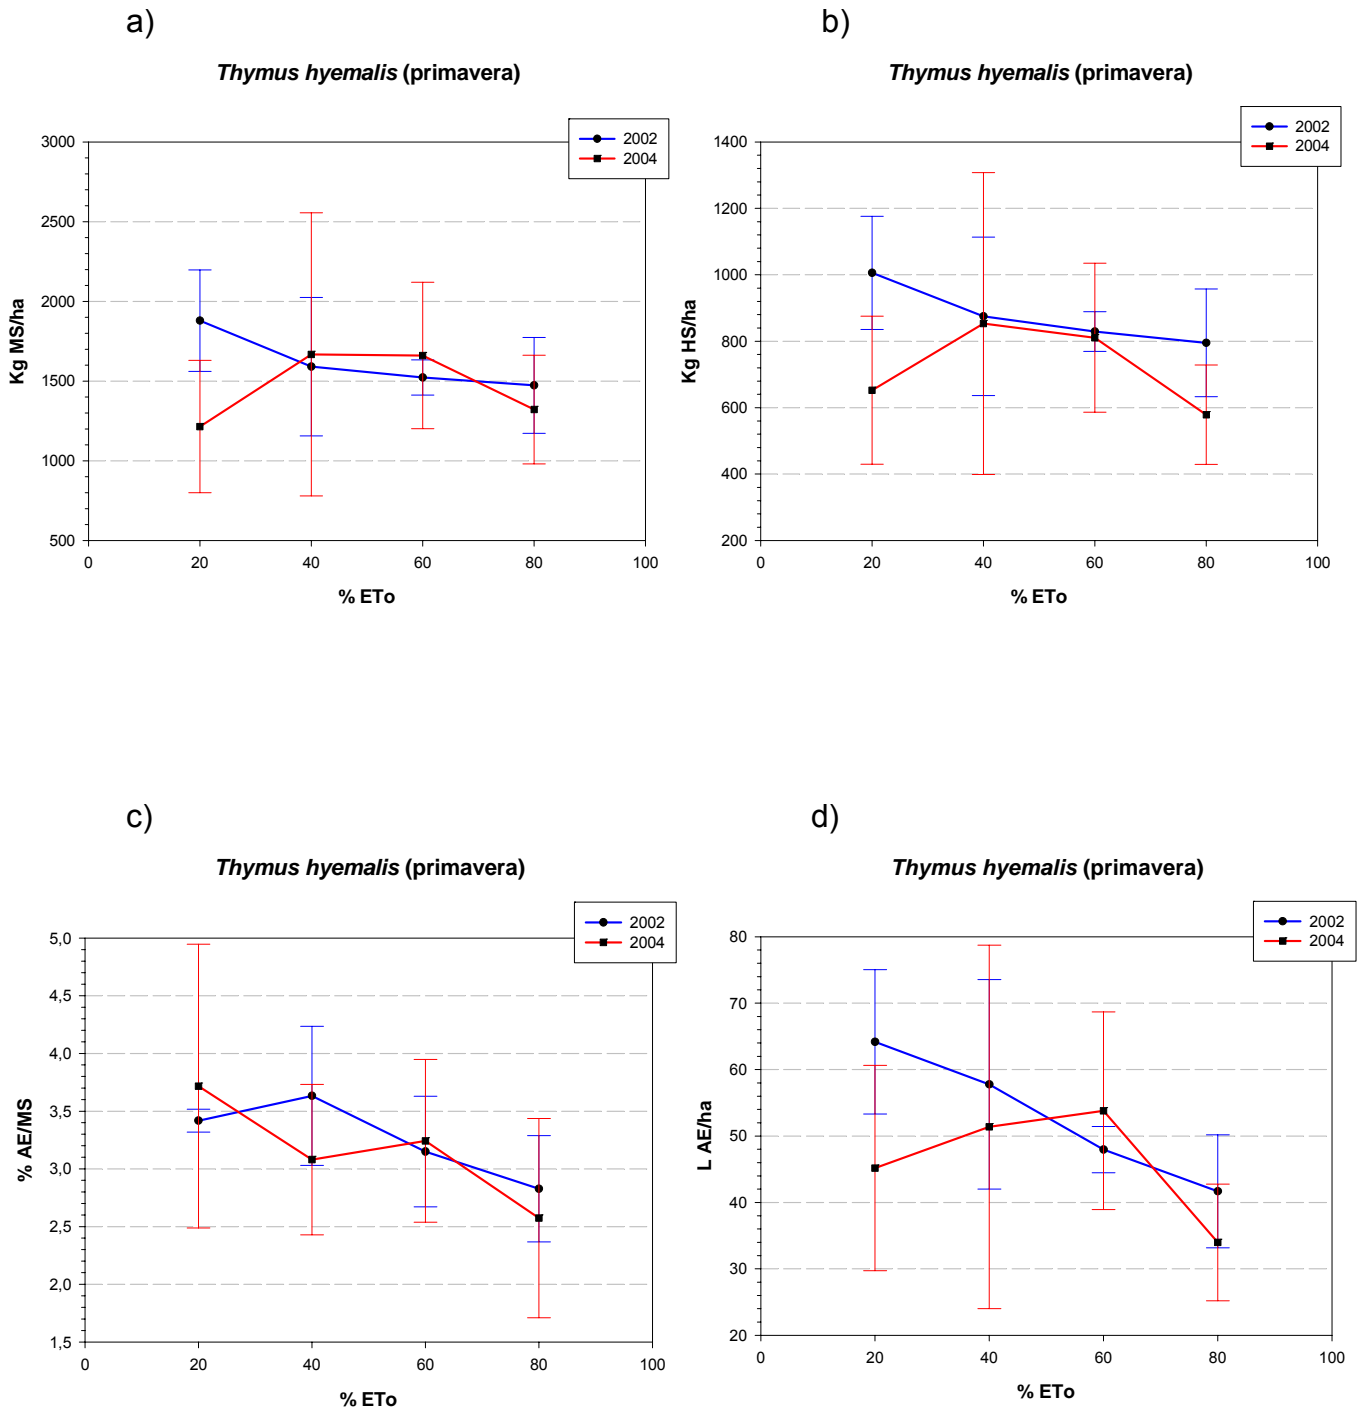 a)
Thymus hyemalis (primavera)
2002
2004
Kg MS/ha
3000
2500
2000
1500
1000
500
0 20 40 60 80 100
% ETo
b)
Thymus hyemalis (primavera)
2002
2004
Kg HS/ha
1400
1200
1000
800
600
400
200
0 20 40 60 80 100
% ETo
c)
Thymus hyemalis (primavera)
2002
2004
% AE/MS
5,0
4,5
4,0
3,5
3,0
2,5
2,0
1,5
0 20 40 60 80 100
% ETo
d)
Thymus hyemalis (primavera)
2002
2004
L AE/ha
80
70
60
50
40
30
20
0 20 40 60 80 100
% ETo